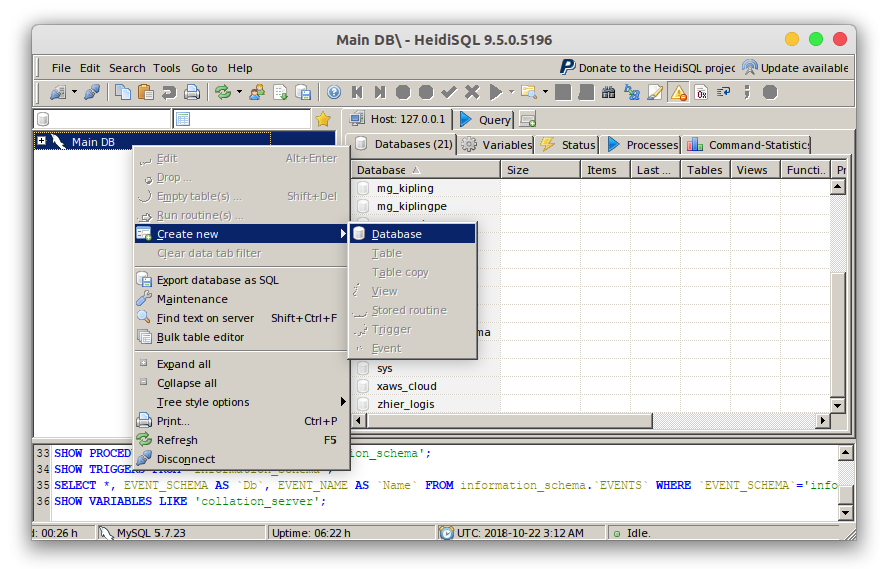 Main DB\ - HeidiSQL 9.5.0.5196
File Edit Search Tools Go to Help
Donate to the HeidiSQL projec Update available
Host: 127.0.0.1 Query
Main DB
Databases (21) Variables Status Processes Command-Statistic
Database Size Items Last ... Tables Views Functi..
mg_kipling
mg_kiplingpe
ma
sys
xaws_cloud
zhier_logis
Edit Alt+Enter
Drop ...
Empty table(s) ... Shift+Del
Run routine(s) ...
Create new
Clear data tab filter
Export database as SQL
Maintenance
Find text on server Shift+Ctrl+F
Bulk table editor
Expand all
Collapse all
Tree style options
Print... Ctrl+P
Refresh F5
Disconnect
Database
Table
Table copy
View
Stored routine
Trigger
Event
33 SHOW PROCED ion_schema';
34 SHOW TRIGGERS FROM `information_schema`;
35 SELECT *, EVENT_SCHEMA AS `Db`, EVENT_NAME AS `Name` FROM information_schema.`EVENTS` WHERE `EVENT_SCHEMA`='info
36 SHOW VARIABLES LIKE 'collation_server';
d: 00:26 h MySQL 5.7.23 Uptime: 06:22 h UTC: 2018-10-22 3:12 AM Idle.